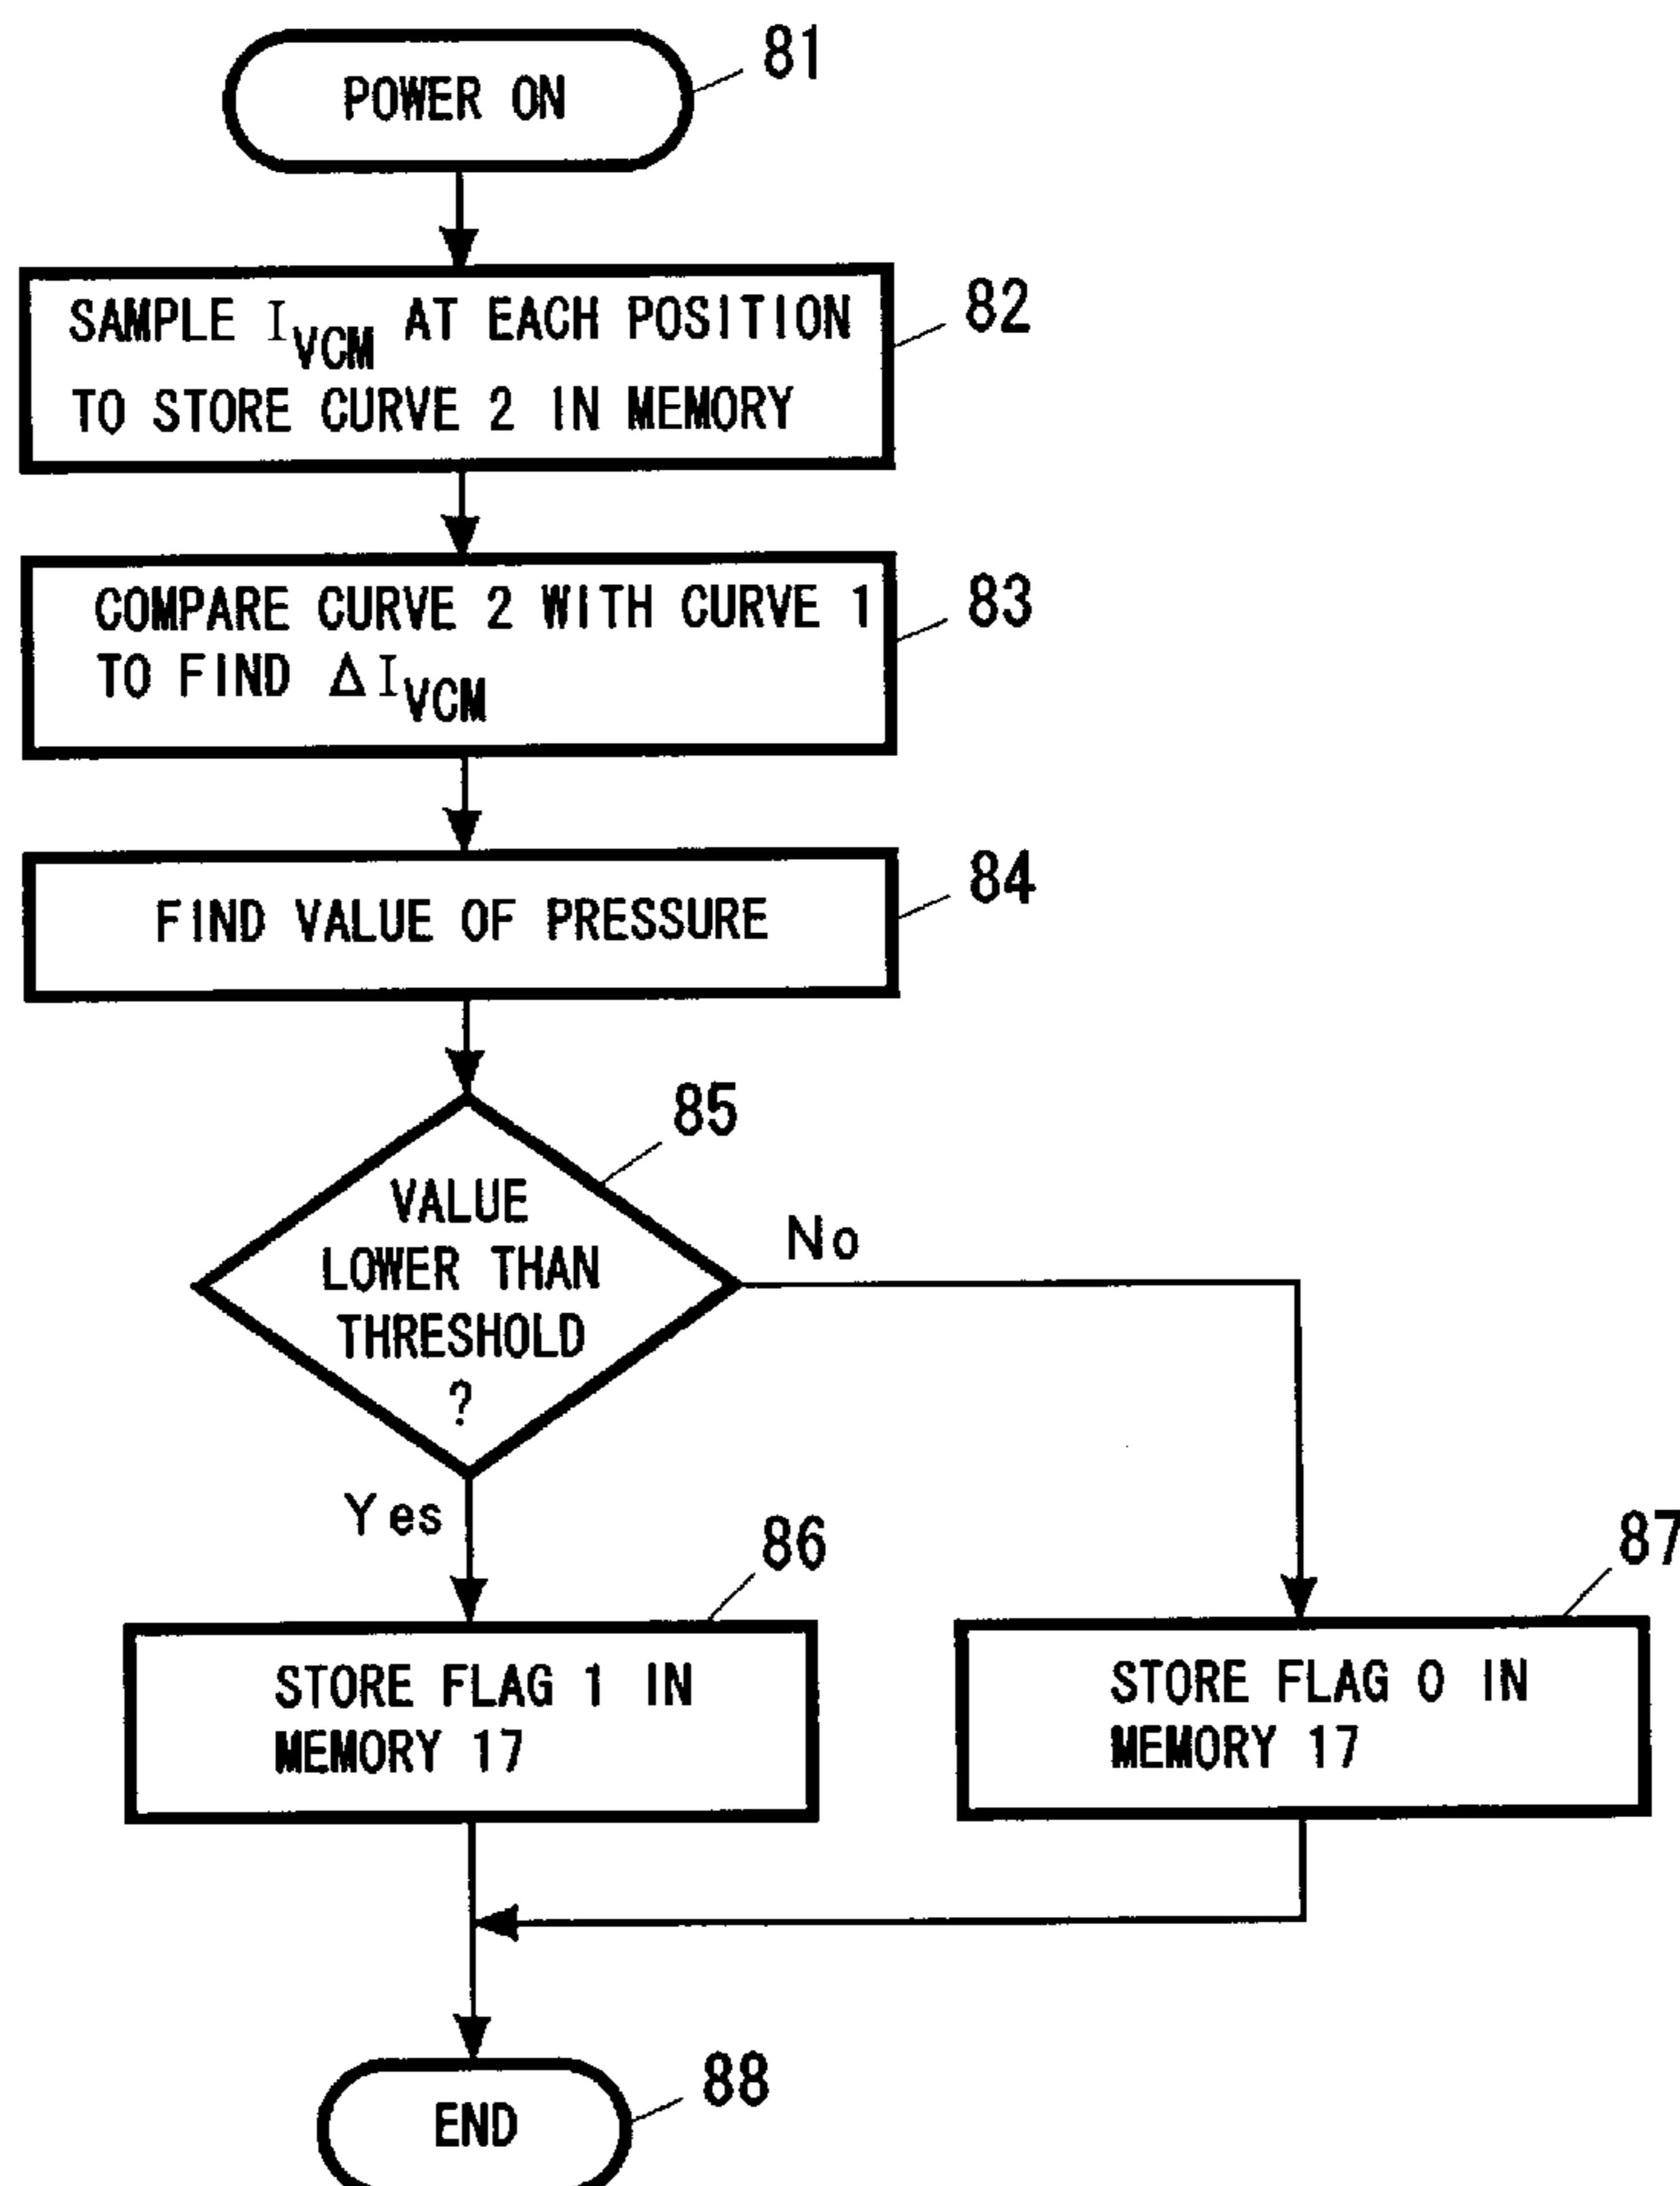 POWER ON
81
SAMPLE I_VCM AT EACH POSITION
TO STORE CURVE 2 IN MEMORY
82
COMPARE CURVE 2 WITH CURVE 1
TO FIND ΔI_VCM
83
FIND VALUE OF PRESSURE
84
85
VALUE
LOWER THAN
THRESHOLD
?
No
Yes
86
STORE FLAG 1 IN
MEMORY 17
87
STORE FLAG 0 IN
MEMORY 17
END
88